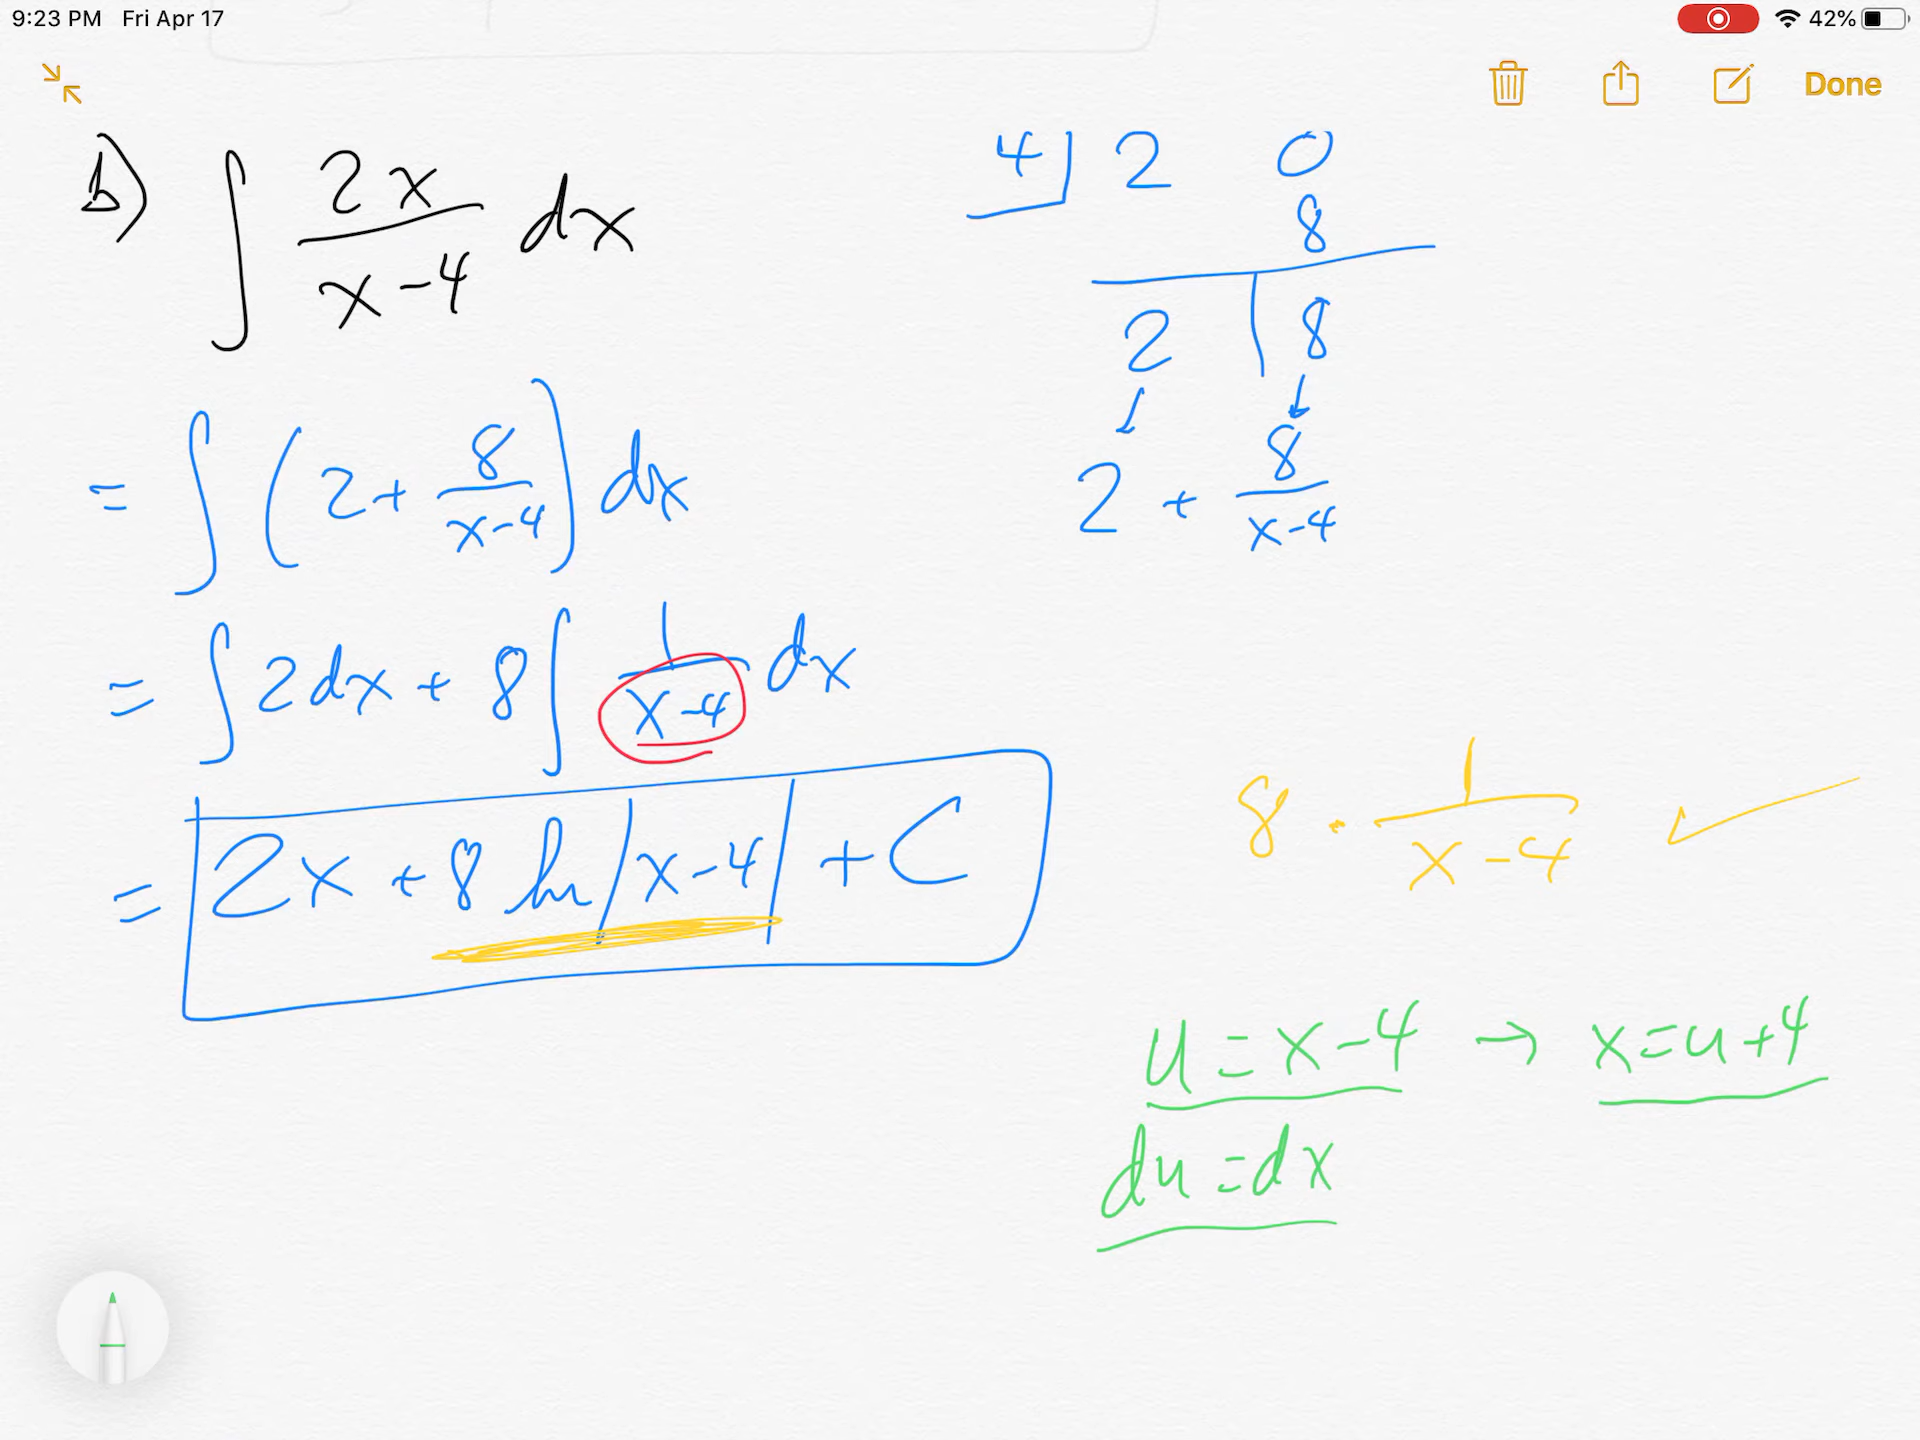 9:23 PM Fri Apr 17 42%
Done
b) ∫ 2x/(x-4) dx
4⌋ 2 0
8
2 | 8
↓ ↓
2 + 8/(x-4)
= ∫ (2 + 8/(x-4)) dx
= ∫ 2dx + 8 ∫ 1/(x-4) dx
= 2x + 8 ln|x-4| + C
8 · 1/(x-4) ✓
u = x-4 → x = u+4
du = dx